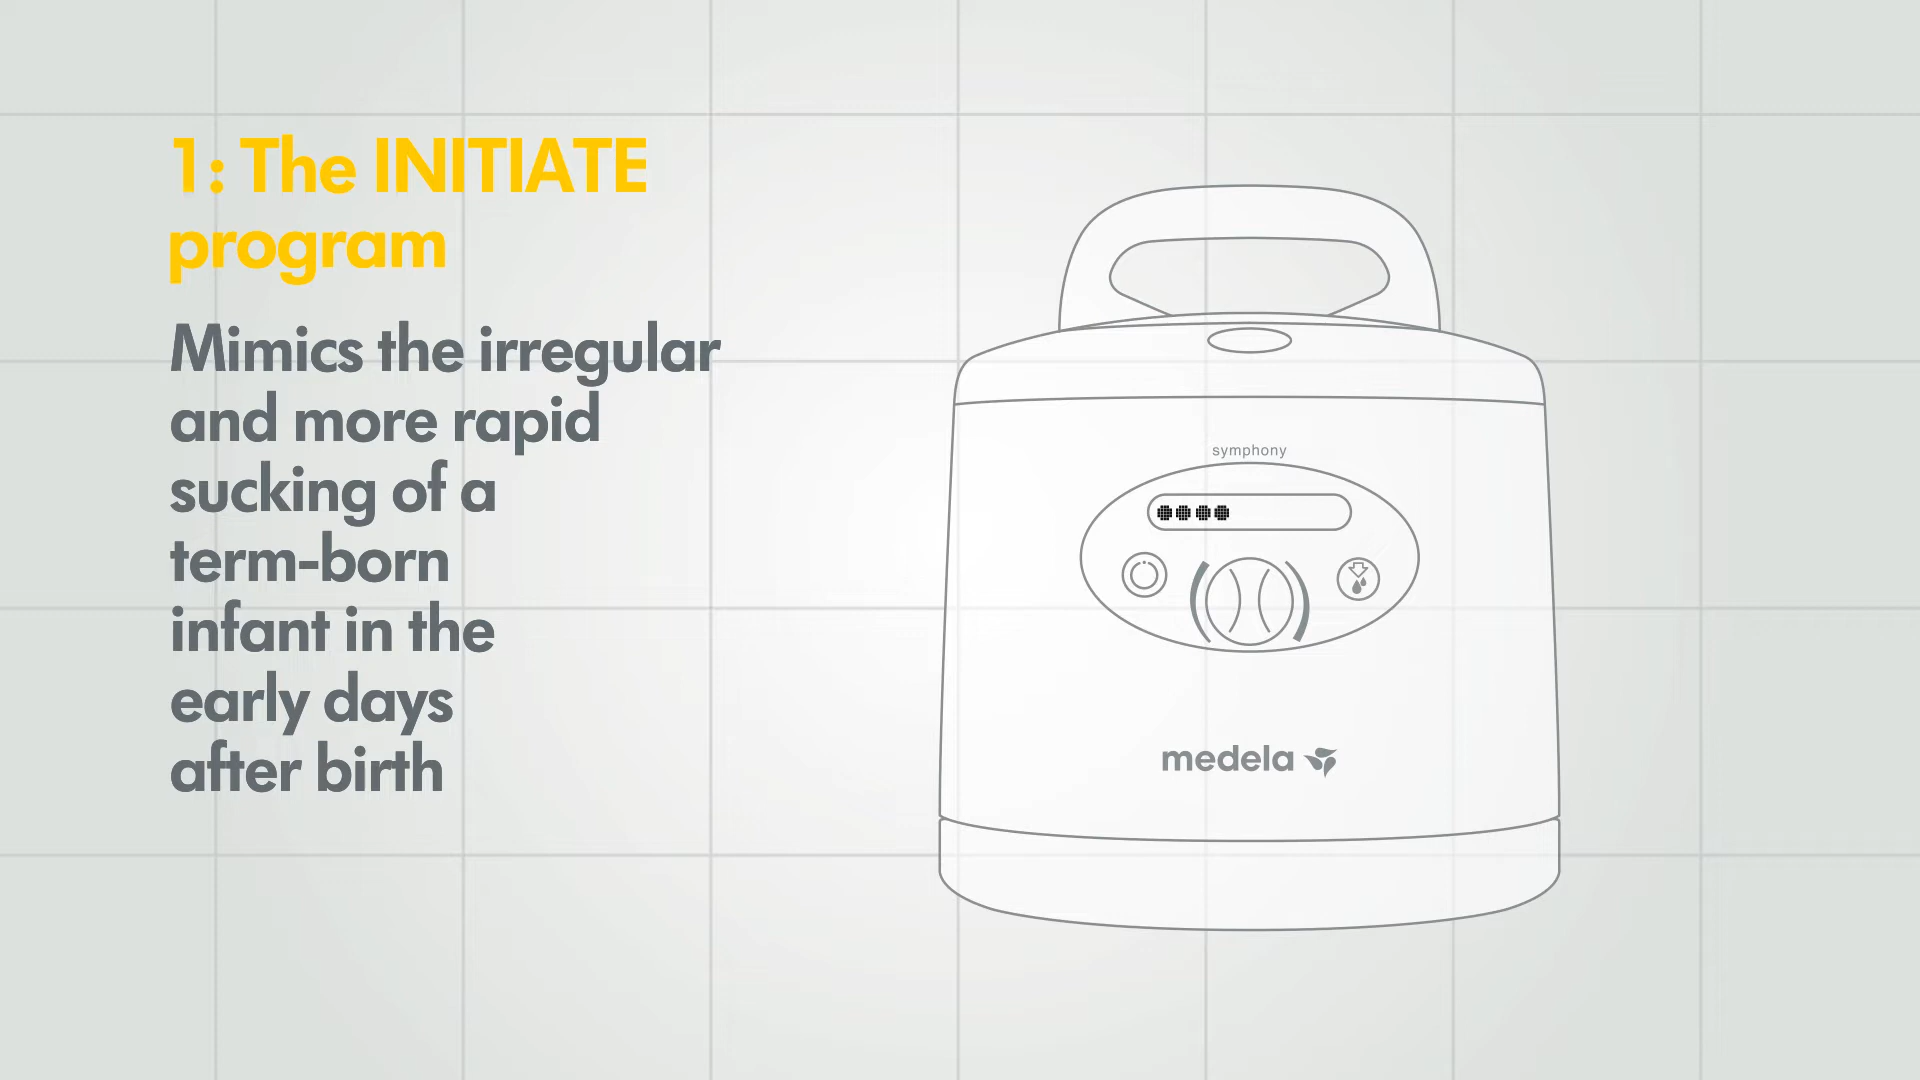 1: The INITIATE
program
Mimics the irregular
and more rapid
sucking of a
term-born
infant in the
early days
after birth
symphony
medela